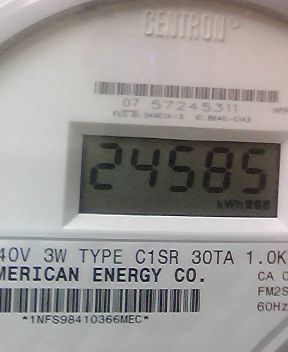 CENTRON®
07 57245311
24585
kWh
40V 3W TYPE C1SR 30TA 1.0K
MERICAN ENERGY CO.
CA 0
FM2S
60Hz
*1NFS98410366MEC*